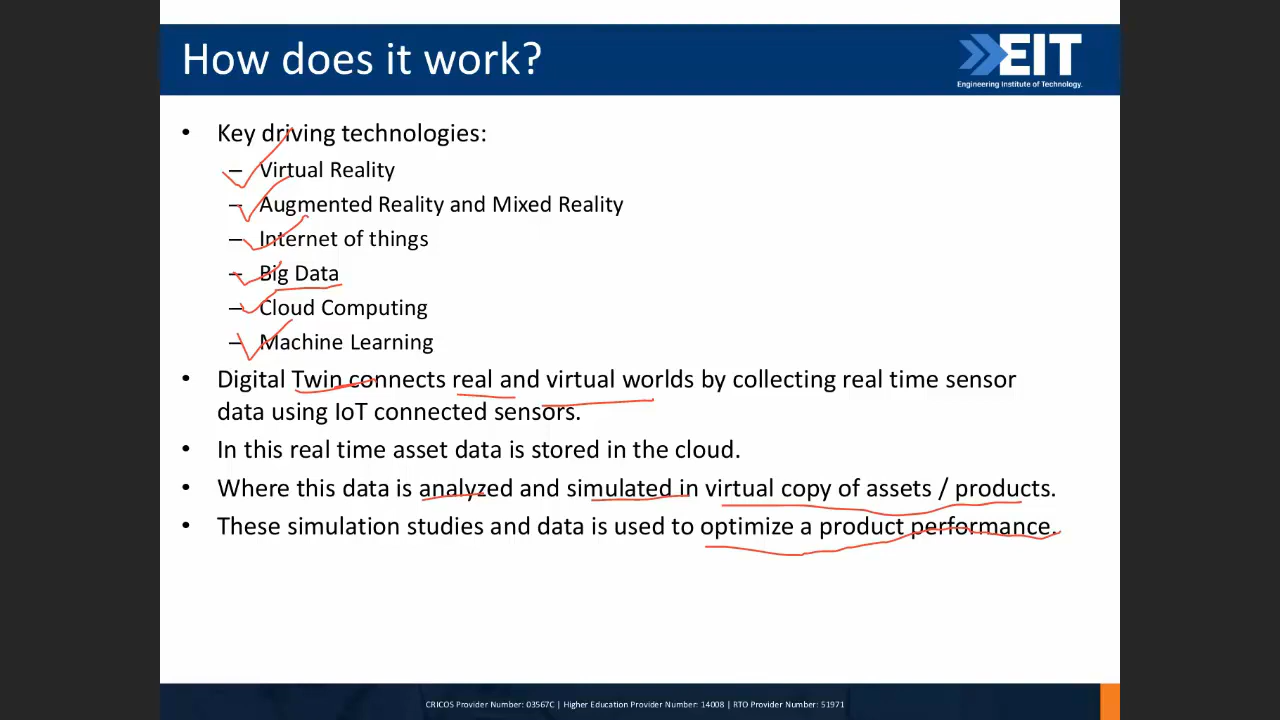 How does it work?
EIT
Engineering Institute of Technology.
• Key driving technologies:
– Virtual Reality
– Augmented Reality and Mixed Reality
– Internet of things
– Big Data
– Cloud Computing
– Machine Learning
• Digital Twin connects real and virtual worlds by collecting real time sensor
data using IoT connected sensors.
• In this real time asset data is stored in the cloud.
• Where this data is analyzed and simulated in virtual copy of assets / products.
• These simulation studies and data is used to optimize a product performance.
CRICOS Provider Number: 03567C | Higher Education Provider Number: 14008 | RTO Provider Number: 51971